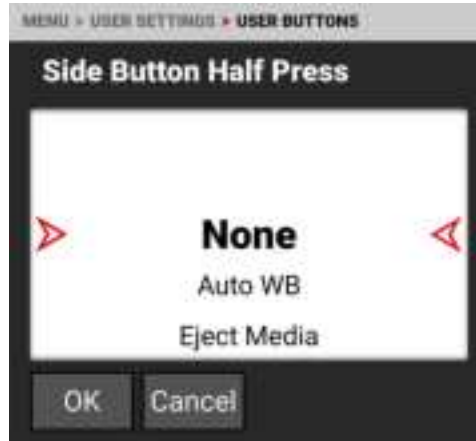 MENU > USER SETTINGS > USER BUTTONS
Side Button Half Press
None
Auto WB
Eject Media
OK Cancel